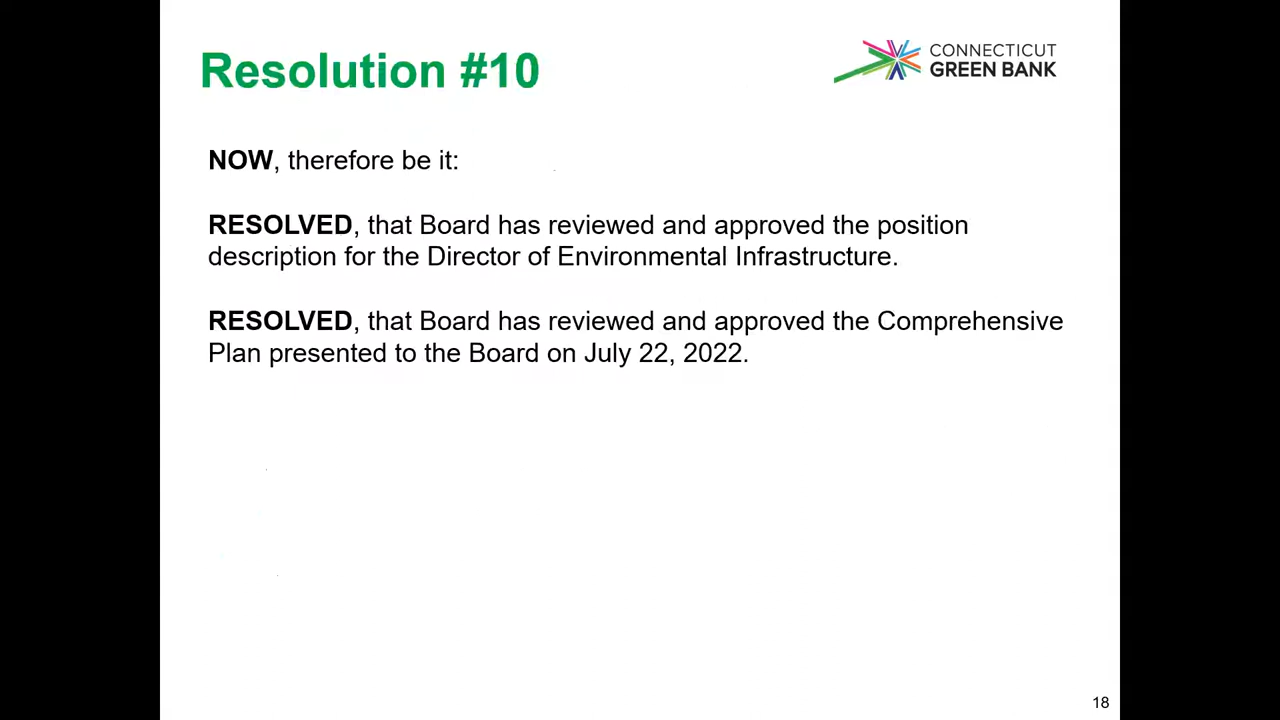 Resolution #10
CONNECTICUT
GREEN BANK
NOW, therefore be it:
RESOLVED, that Board has reviewed and approved the position
description for the Director of Environmental Infrastructure.
RESOLVED, that Board has reviewed and approved the Comprehensive
Plan presented to the Board on July 22, 2022.
18